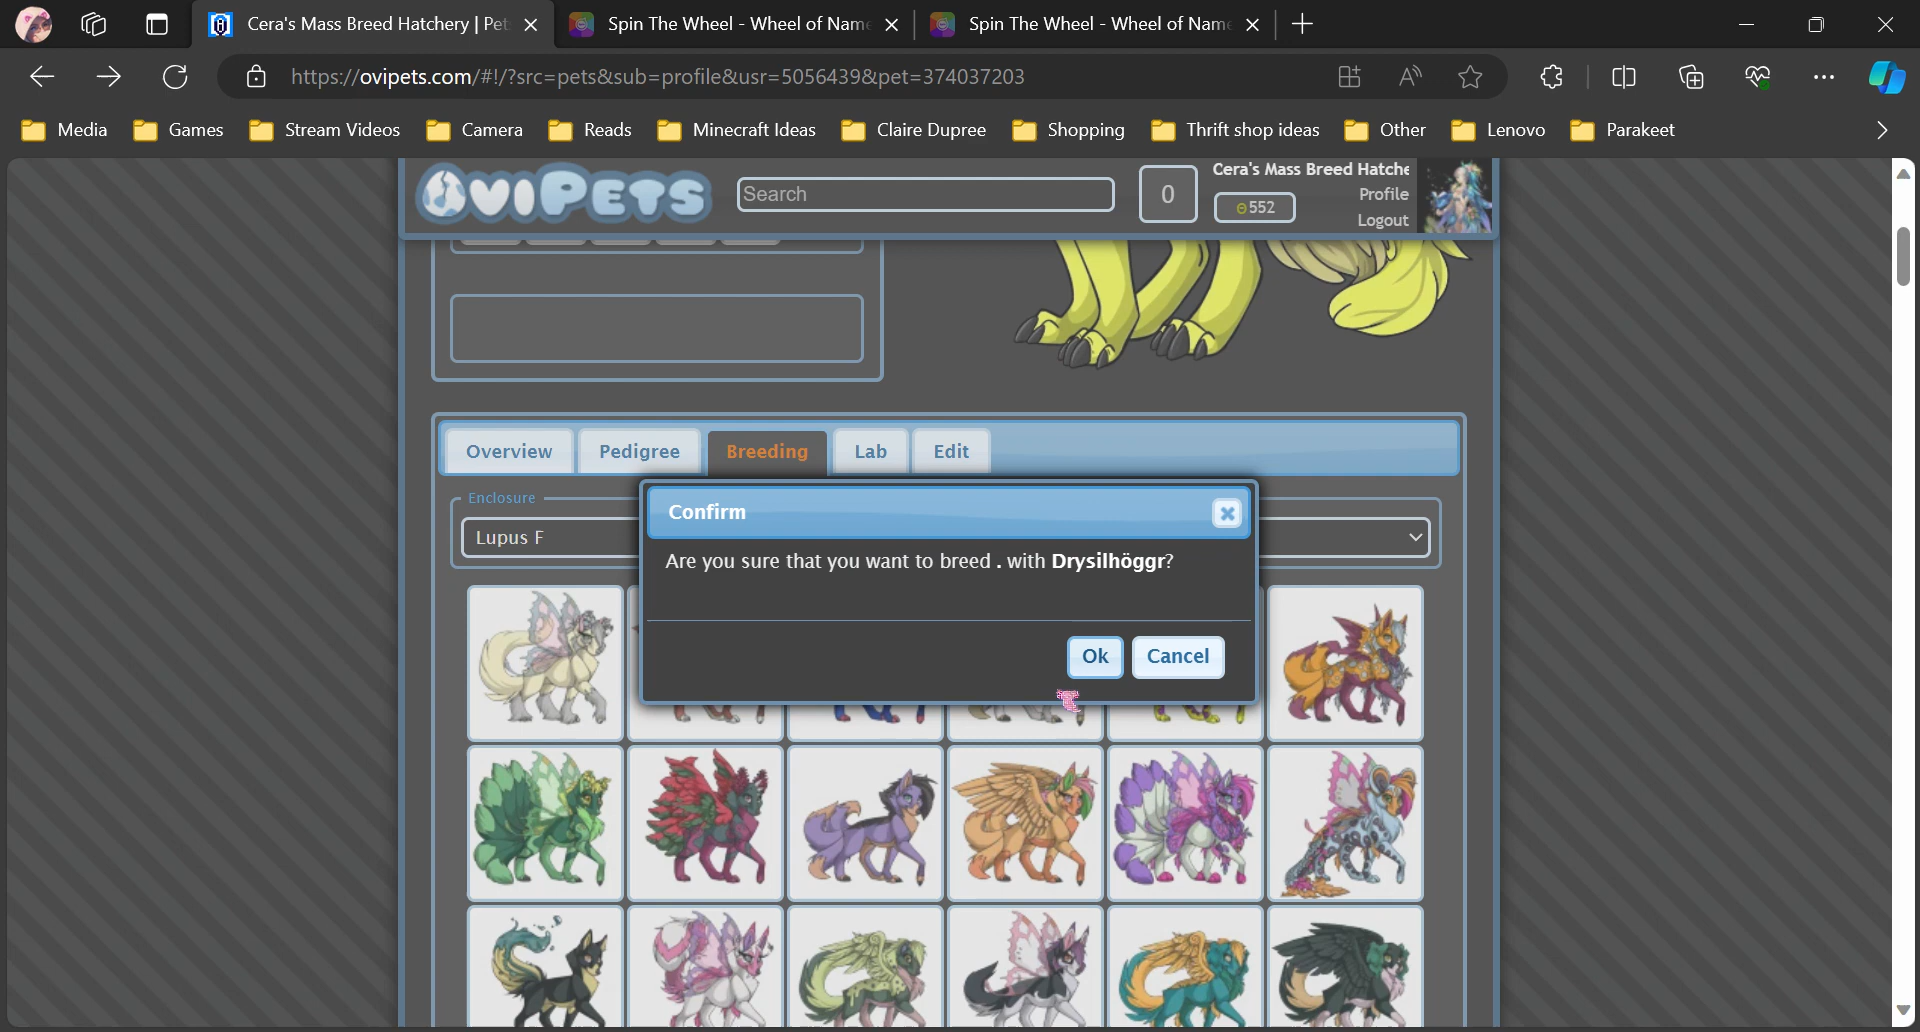 Cera's Mass Breed Hatchery | Pet
Spin The Wheel - Wheel of Name
Spin The Wheel - Wheel of Name
https://ovipets.com/#!/?src=pets&sub=profile&usr=5056439&pet=374037203
Media
Games
Stream Videos
Camera
Reads
Minecraft Ideas
Claire Dupree
Shopping
Thrift shop ideas
Other
Lenovo
Parakeet
OviPets
Search
0
Cera's Mass Breed Hatche
552
Profile
Logout
Overview
Pedigree
Breeding
Lab
Edit
Enclosure
Lupus F
Confirm
Are you sure that you want to breed . with Drysilhöggr?
Ok
Cancel